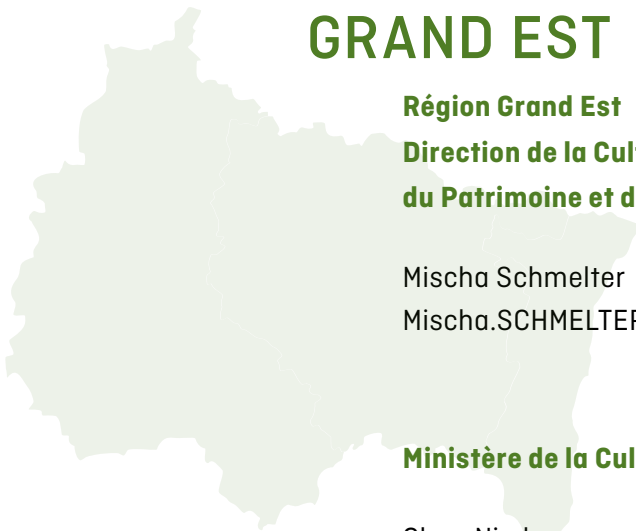 GRAND EST
Région Grand Est
Direction de la Cul
du Patrimoine et d
Mischa Schmelter
Mischa.SCHMELTER
Ministère de la Cul